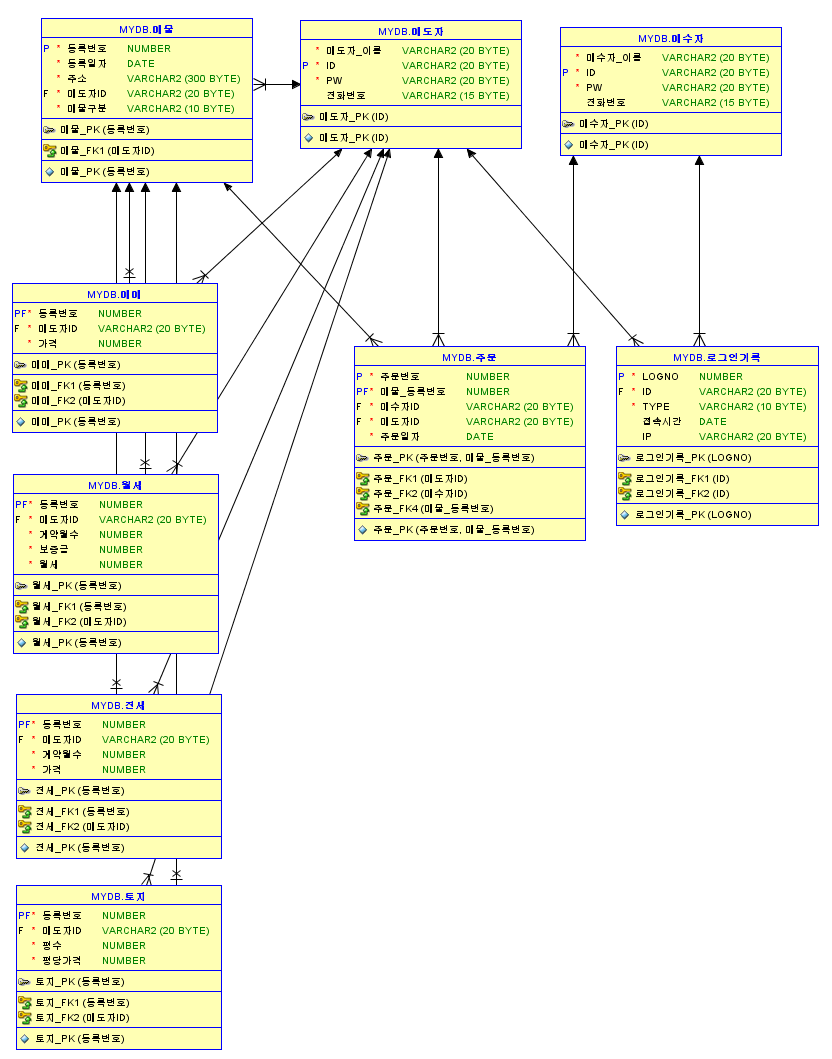 MYDB.매물
P * 등록번호 NUMBER
* 등록일자 DATE
* 주소 VARCHAR2 (300 BYTE)
F * 매도자ID VARCHAR2 (20 BYTE)
* 매물구분 VARCHAR2 (10 BYTE)
매물_PK (등록번호)
매물_FK1 (매도자ID)
매물_PK (등록번호)
MYDB.매도자
* 매도자_이름 VARCHAR2 (20 BYTE)
P * ID VARCHAR2 (20 BYTE)
* PW VARCHAR2 (20 BYTE)
전화번호 VARCHAR2 (15 BYTE)
매도자_PK (ID)
매도자_PK (ID)
MYDB.매수자
* 매수자_이름 VARCHAR2 (20 BYTE)
P * ID VARCHAR2 (20 BYTE)
* PW VARCHAR2 (20 BYTE)
전화번호 VARCHAR2 (15 BYTE)
매수자_PK (ID)
매수자_PK (ID)
MYDB.매매
PF* 등록번호 NUMBER
F * 매도자ID VARCHAR2 (20 BYTE)
* 가격 NUMBER
매매_PK (등록번호)
매매_FK1 (등록번호)
매매_FK2 (매도자ID)
매매_PK (등록번호)
MYDB.주문
P * 주문번호 NUMBER
PF* 매물_등록번호 NUMBER
F * 매수자ID VARCHAR2 (20 BYTE)
F * 매도자ID VARCHAR2 (20 BYTE)
* 주문일자 DATE
주문_PK (주문번호, 매물_등록번호)
주문_FK1 (매도자ID)
주문_FK2 (매수자ID)
주문_FK4 (매물_등록번호)
주문_PK (주문번호, 매물_등록번호)
MYDB.로그인기록
P * LOGNO NUMBER
F * ID VARCHAR2 (20 BYTE)
* TYPE VARCHAR2 (10 BYTE)
접속시간 DATE
IP VARCHAR2 (20 BYTE)
로그인기록_PK (LOGNO)
로그인기록_FK1 (ID)
로그인기록_FK2 (ID)
로그인기록_PK (LOGNO)
MYDB.월세
PF* 등록번호 NUMBER
F * 매도자ID VARCHAR2 (20 BYTE)
* 계약월수 NUMBER
* 보증금 NUMBER
* 월세 NUMBER
월세_PK (등록번호)
월세_FK1 (등록번호)
월세_FK2 (매도자ID)
월세_PK (등록번호)
MYDB.전세
PF* 등록번호 NUMBER
F * 매도자ID VARCHAR2 (20 BYTE)
* 계약월수 NUMBER
* 가격 NUMBER
전세_PK (등록번호)
전세_FK1 (등록번호)
전세_FK2 (매도자ID)
전세_PK (등록번호)
MYDB.토지
PF* 등록번호 NUMBER
F * 매도자ID VARCHAR2 (20 BYTE)
* 평수 NUMBER
* 평당가격 NUMBER
토지_PK (등록번호)
토지_FK1 (등록번호)
토지_FK2 (매도자ID)
토지_PK (등록번호)